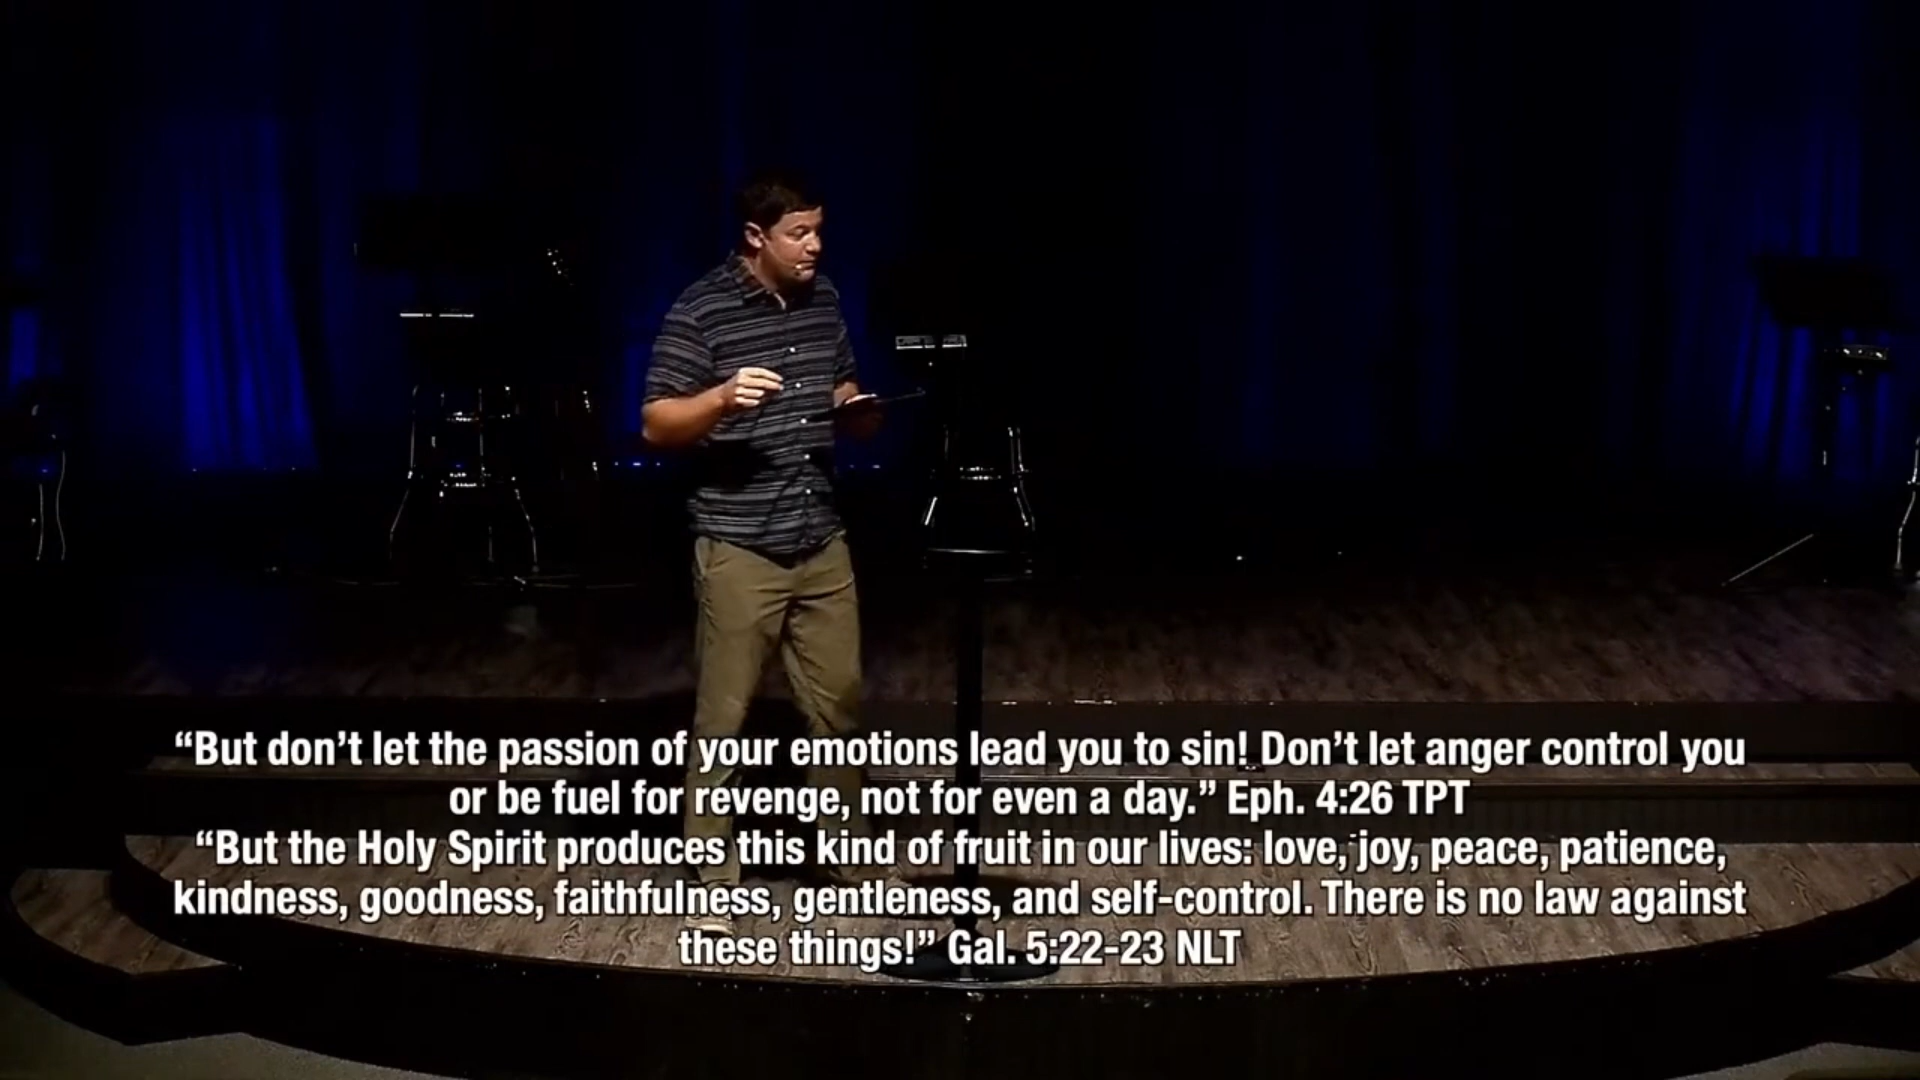 “But don’t let the passion of your emotions lead you to sin! Don’t let anger control you
or be fuel for revenge, not for even a day.” Eph. 4:26 TPT
“But the Holy Spirit produces this kind of fruit in our lives: love, joy, peace, patience,
kindness, goodness, faithfulness, gentleness, and self-control. There is no law against
these things!” Gal. 5:22-23 NLT